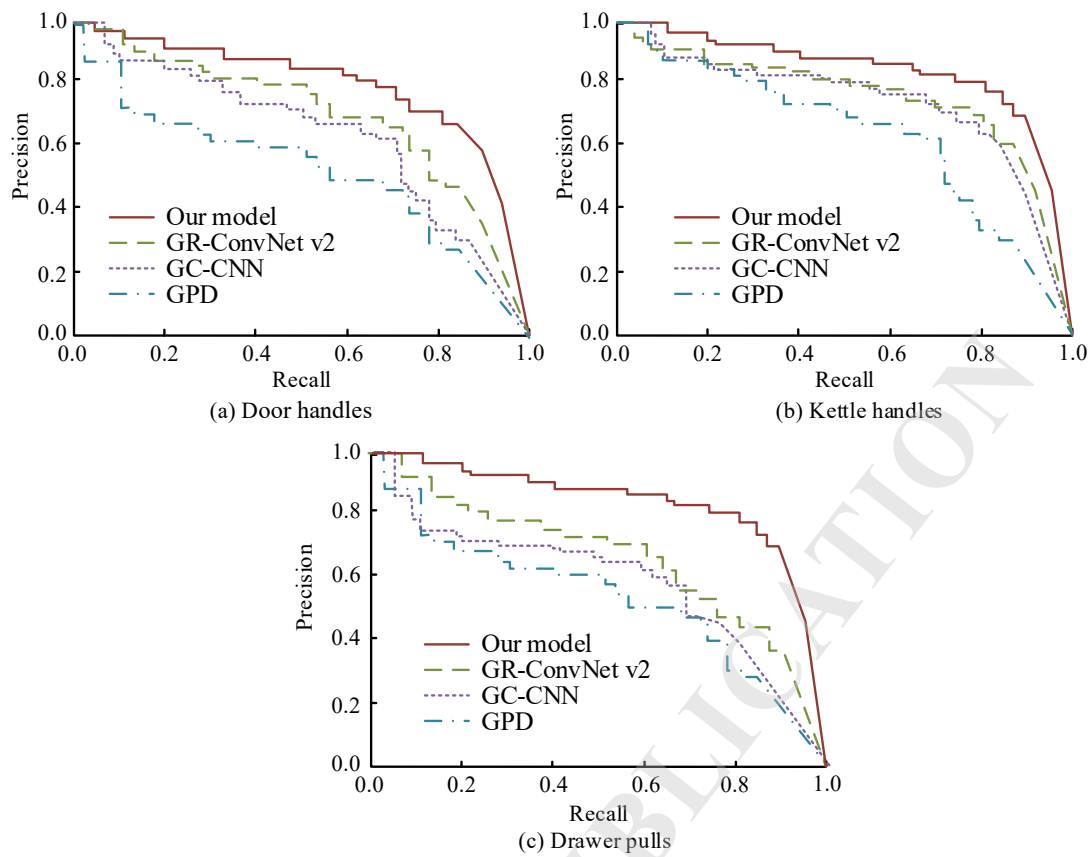 1.0
0.8
0.6
0.4
0.2
0.0
Precision
Our model
GR-ConvNet v2
GC-CNN
GPD
0.0 0.2 0.4 0.6 0.8 1.0
Recall
(a) Door handles
1.0
0.8
0.6
0.4
0.2
0.0
Precision
Our model
GR-ConvNet v2
GC-CNN
GPD
0.0 0.2 0.4 0.6 0.8 1.0
Recall
(b) Kettle handles
1.0
0.8
0.6
0.4
0.2
0.0
Precision
Our model
GR-ConvNet v2
GC-CNN
GPD
0.0 0.2 0.4 0.6 0.8 1.0
Recall
(c) Drawer pulls